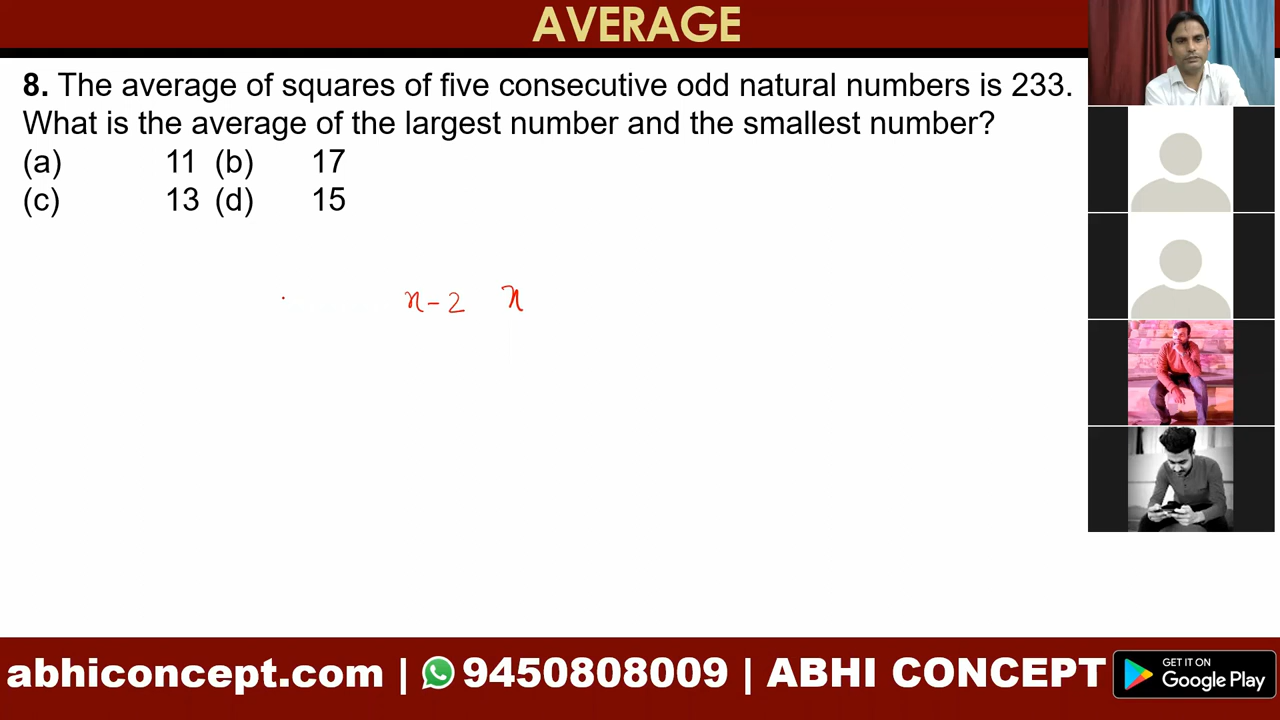 AVERAGE
8. The average of squares of five consecutive odd natural numbers is 233.
What is the average of the largest number and the smallest number?
(a) 11 (b) 17
(c) 13 (d) 15
x-2 x
abhiconcept.com | 9450808009 | ABHI CONCEPT
GET IT ON
Google Play